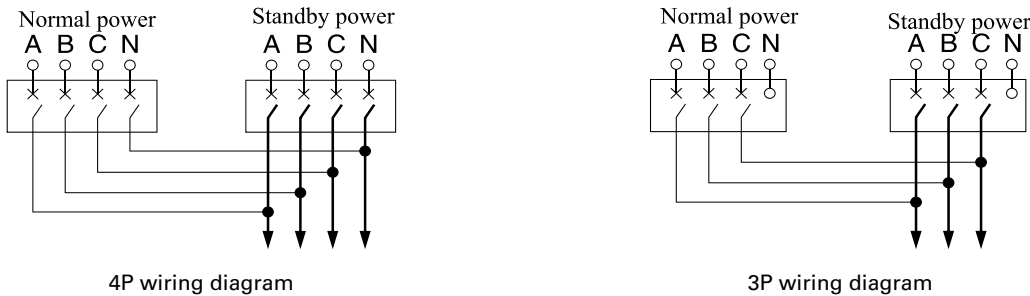 Normal power
A B C N
Standby power
A B C N
4P wiring diagram
Normal power
A B C N
Standby power
A B C N
3P wiring diagram